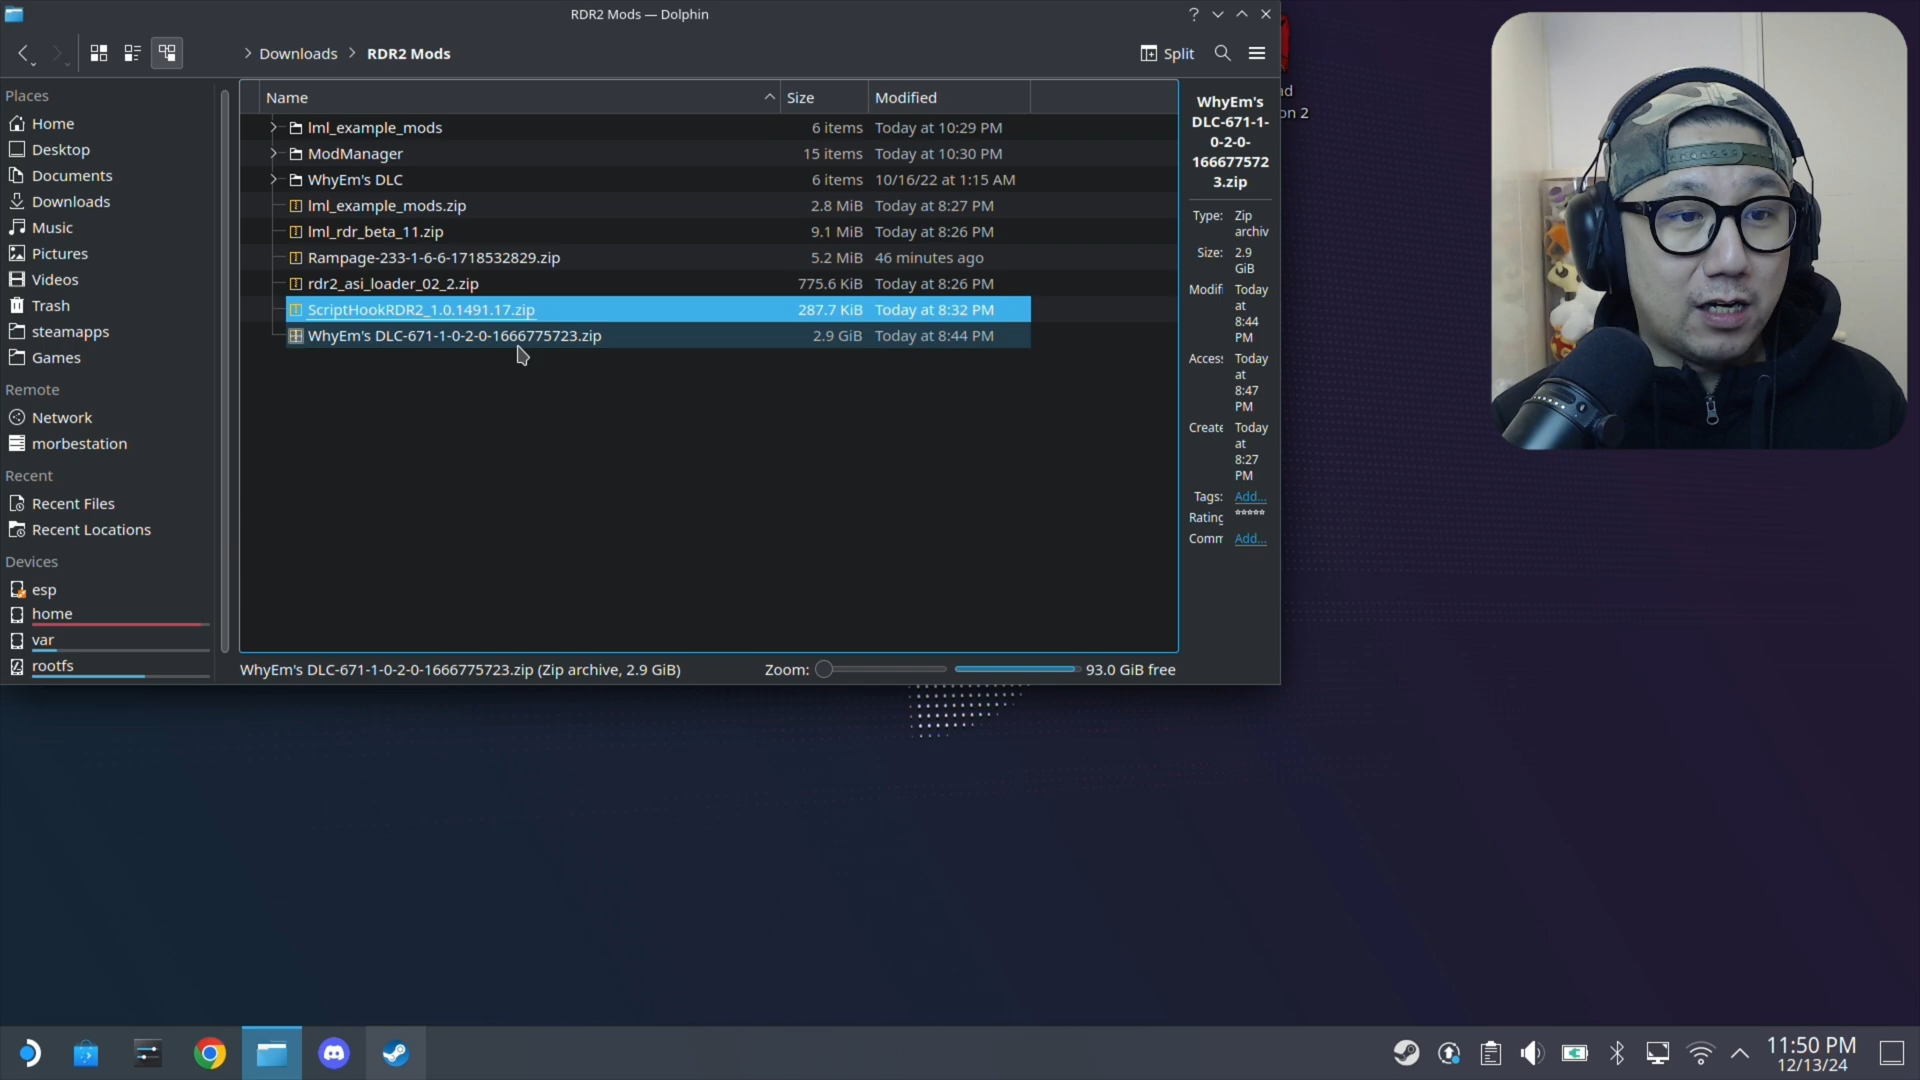 RDR2 Mods — Dolphin
Downloads RDR2 Mods
Split
Places
Home
Desktop
Documents
Downloads
Music
Pictures
Videos
Trash
steamapps
Games
Remote
Network
morbestation
Recent
Recent Files
Recent Locations
Devices
esp
home
var
rootfs
Name Size Modified
lml_example_mods 6 items Today at 10:29 PM
ModManager 15 items Today at 10:30 PM
WhyEm's DLC 6 items 10/16/22 at 1:15 AM
lml_example_mods.zip 2.8 MiB Today at 8:27 PM
lml_rdr_beta_11.zip 9.1 MiB Today at 8:26 PM
Rampage-233-1-6-6-1718532829.zip 5.2 MiB 46 minutes ago
rdr2_asi_loader_02_2.zip 775.6 KiB Today at 8:26 PM
ScriptHookRDR2_1.0.1491.17.zip 287.7 KiB Today at 8:32 PM
WhyEm's DLC-671-1-0-2-0-1666775723.zip 2.9 GiB Today at 8:44 PM
WhyEm's
DLC-671-1-
0-2-0-
166677572
3.zip
Type: Zip
archiv
Size: 2.9
GiB
Modifi Today
at
8:44
PM
Access Today
at
8:47
PM
Create Today
at
8:27
PM
Tags: Add...
Rating
Comm Add...
WhyEm's DLC-671-1-0-2-0-1666775723.zip (Zip archive, 2.9 GiB)
Zoom:
93.0 GiB free
ad
on 2
11:50 PM
12/13/24